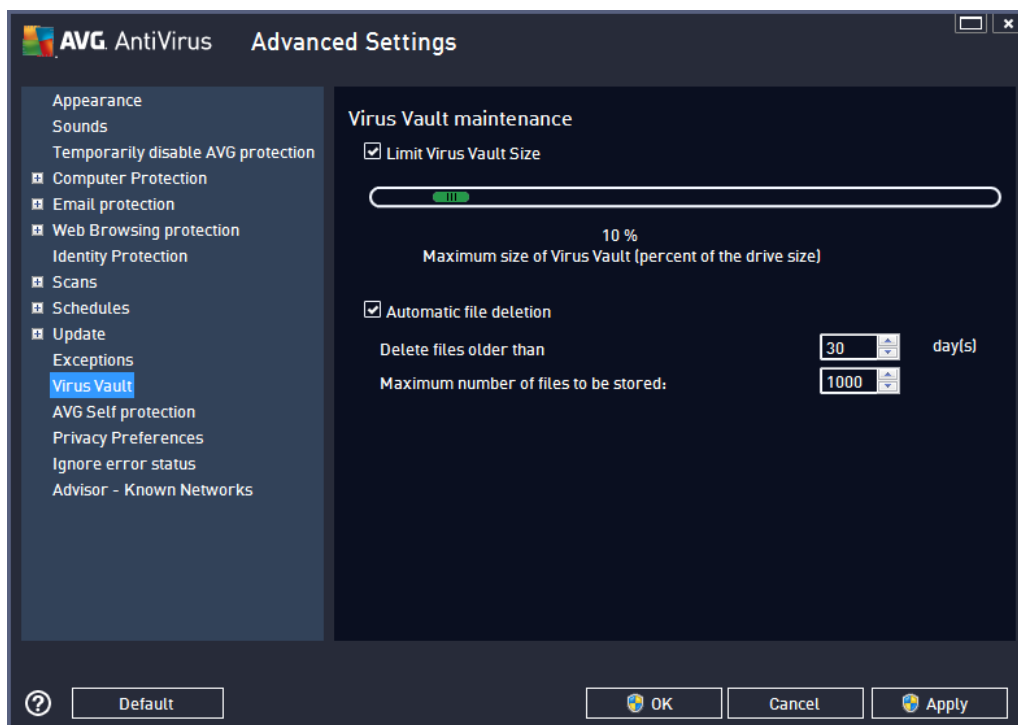 AVG. AntiVirus Advanced Settings
Appearance
Sounds
Temporarily disable AVG protection
Computer Protection
Email protection
Web Browsing protection
Identity Protection
Scans
Schedules
Update
Exceptions
Virus Vault
AVG Self protection
Privacy Preferences
Ignore error status
Advisor - Known Networks
Virus Vault maintenance
Limit Virus Vault Size
10 %
Maximum size of Virus Vault (percent of the drive size)
Automatic file deletion
Delete files older than 30 day(s)
Maximum number of files to be stored: 1000
? Default OK Cancel Apply